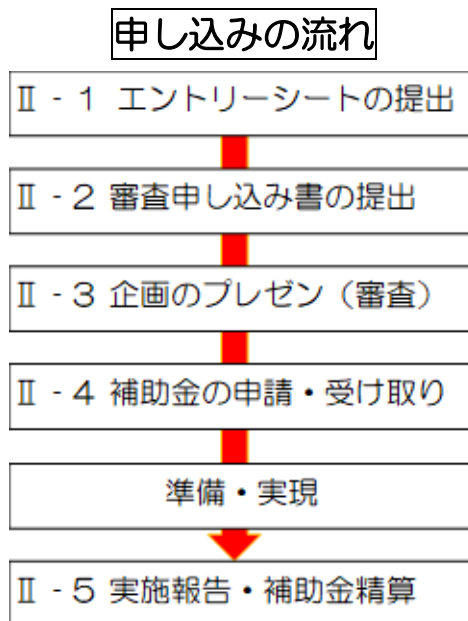 申し込みの流れ
Ⅱ - 1 エントリーシートの提出
Ⅱ - 2 審査申し込み書の提出
Ⅱ - 3 企画のプレゼン（審査）
Ⅱ - 4 補助金の申請・受け取り
準備・実現
Ⅱ - 5 実施報告・補助金精算